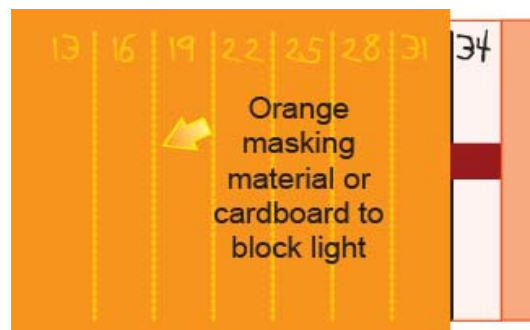 13 16 19 22 25 28 31 34
Orange
masking
material or
cardboard to
block light